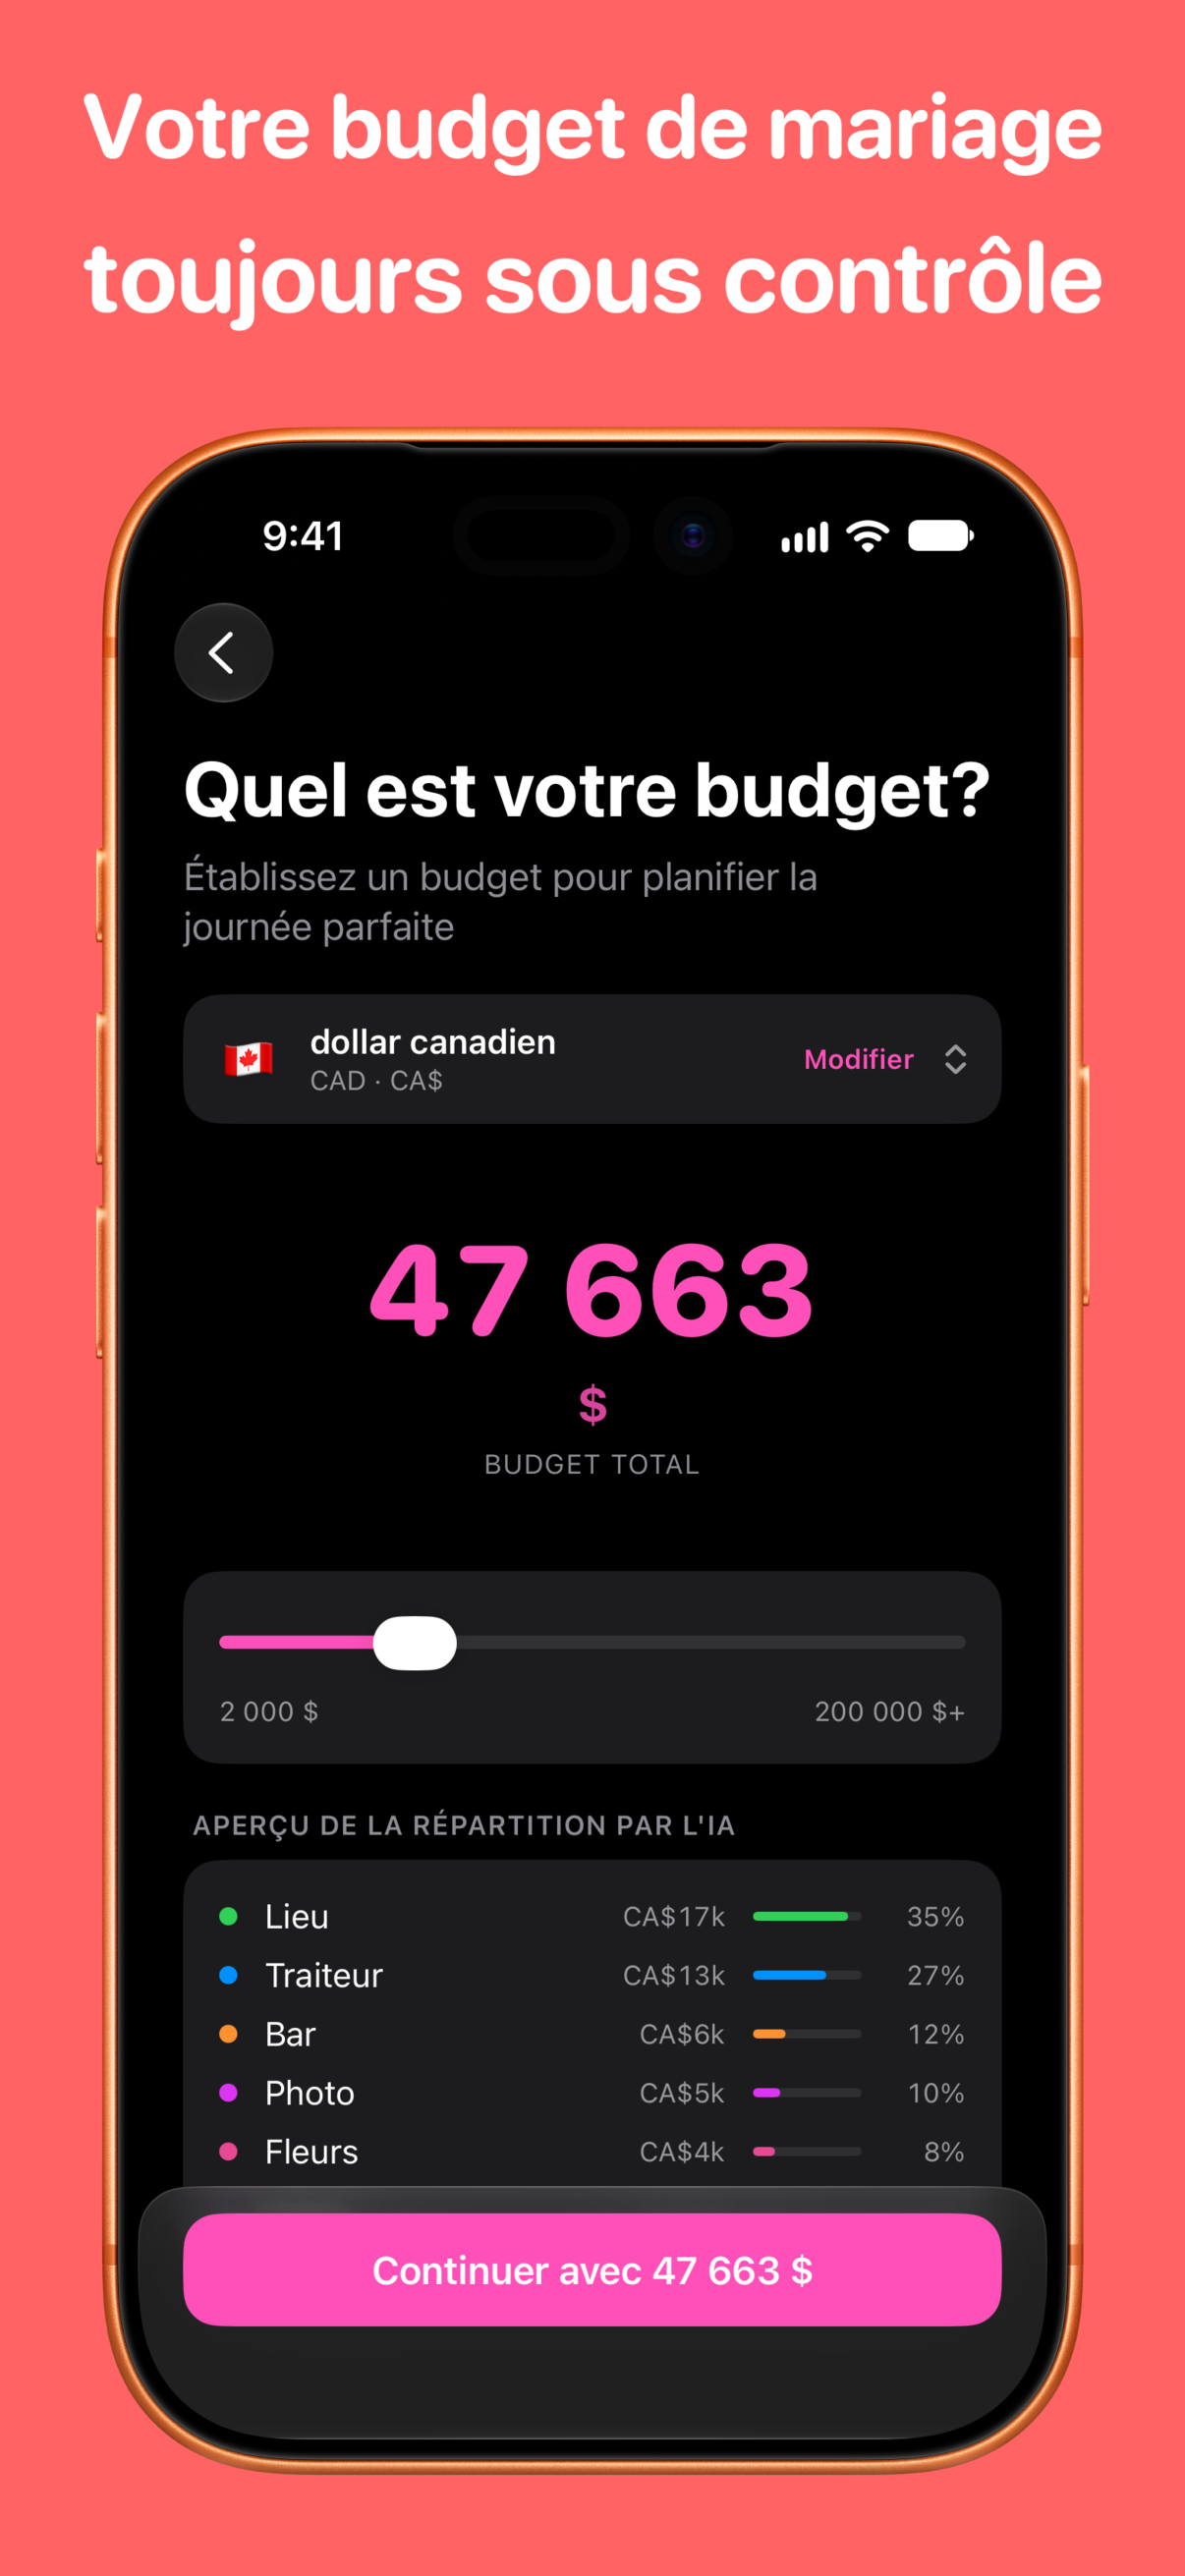 Votre budget de mariage
toujours sous contrôle
9:41
Quel est votre budget?
Établissez un budget pour planifier la
journée parfaite
dollar canadien
CAD · CA$
Modifier
47 663
$
BUDGET TOTAL
2 000 $
200 000 $+
APERÇU DE LA RÉPARTITION PAR L'IA
Lieu CA$17k 35%
Traiteur CA$13k 27%
Bar CA$6k 12%
Photo CA$5k 10%
Fleurs CA$4k 8%
Continuer avec 47 663 $